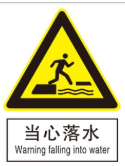 当心落水
Warning falling into water